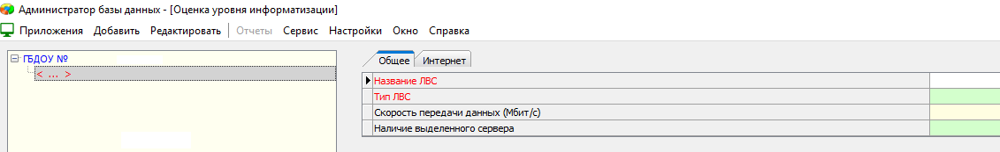 Администратор базы данных - [Оценка уровня информатизации]
Приложения Добавить Редактировать Отчеты Сервис Настройки Окно Справка
ГБДОУ №
< ... >
Общее Интернет
Название ЛВС
Тип ЛВС
Скорость передачи данных (Мбит/с)
Наличие выделенного сервера